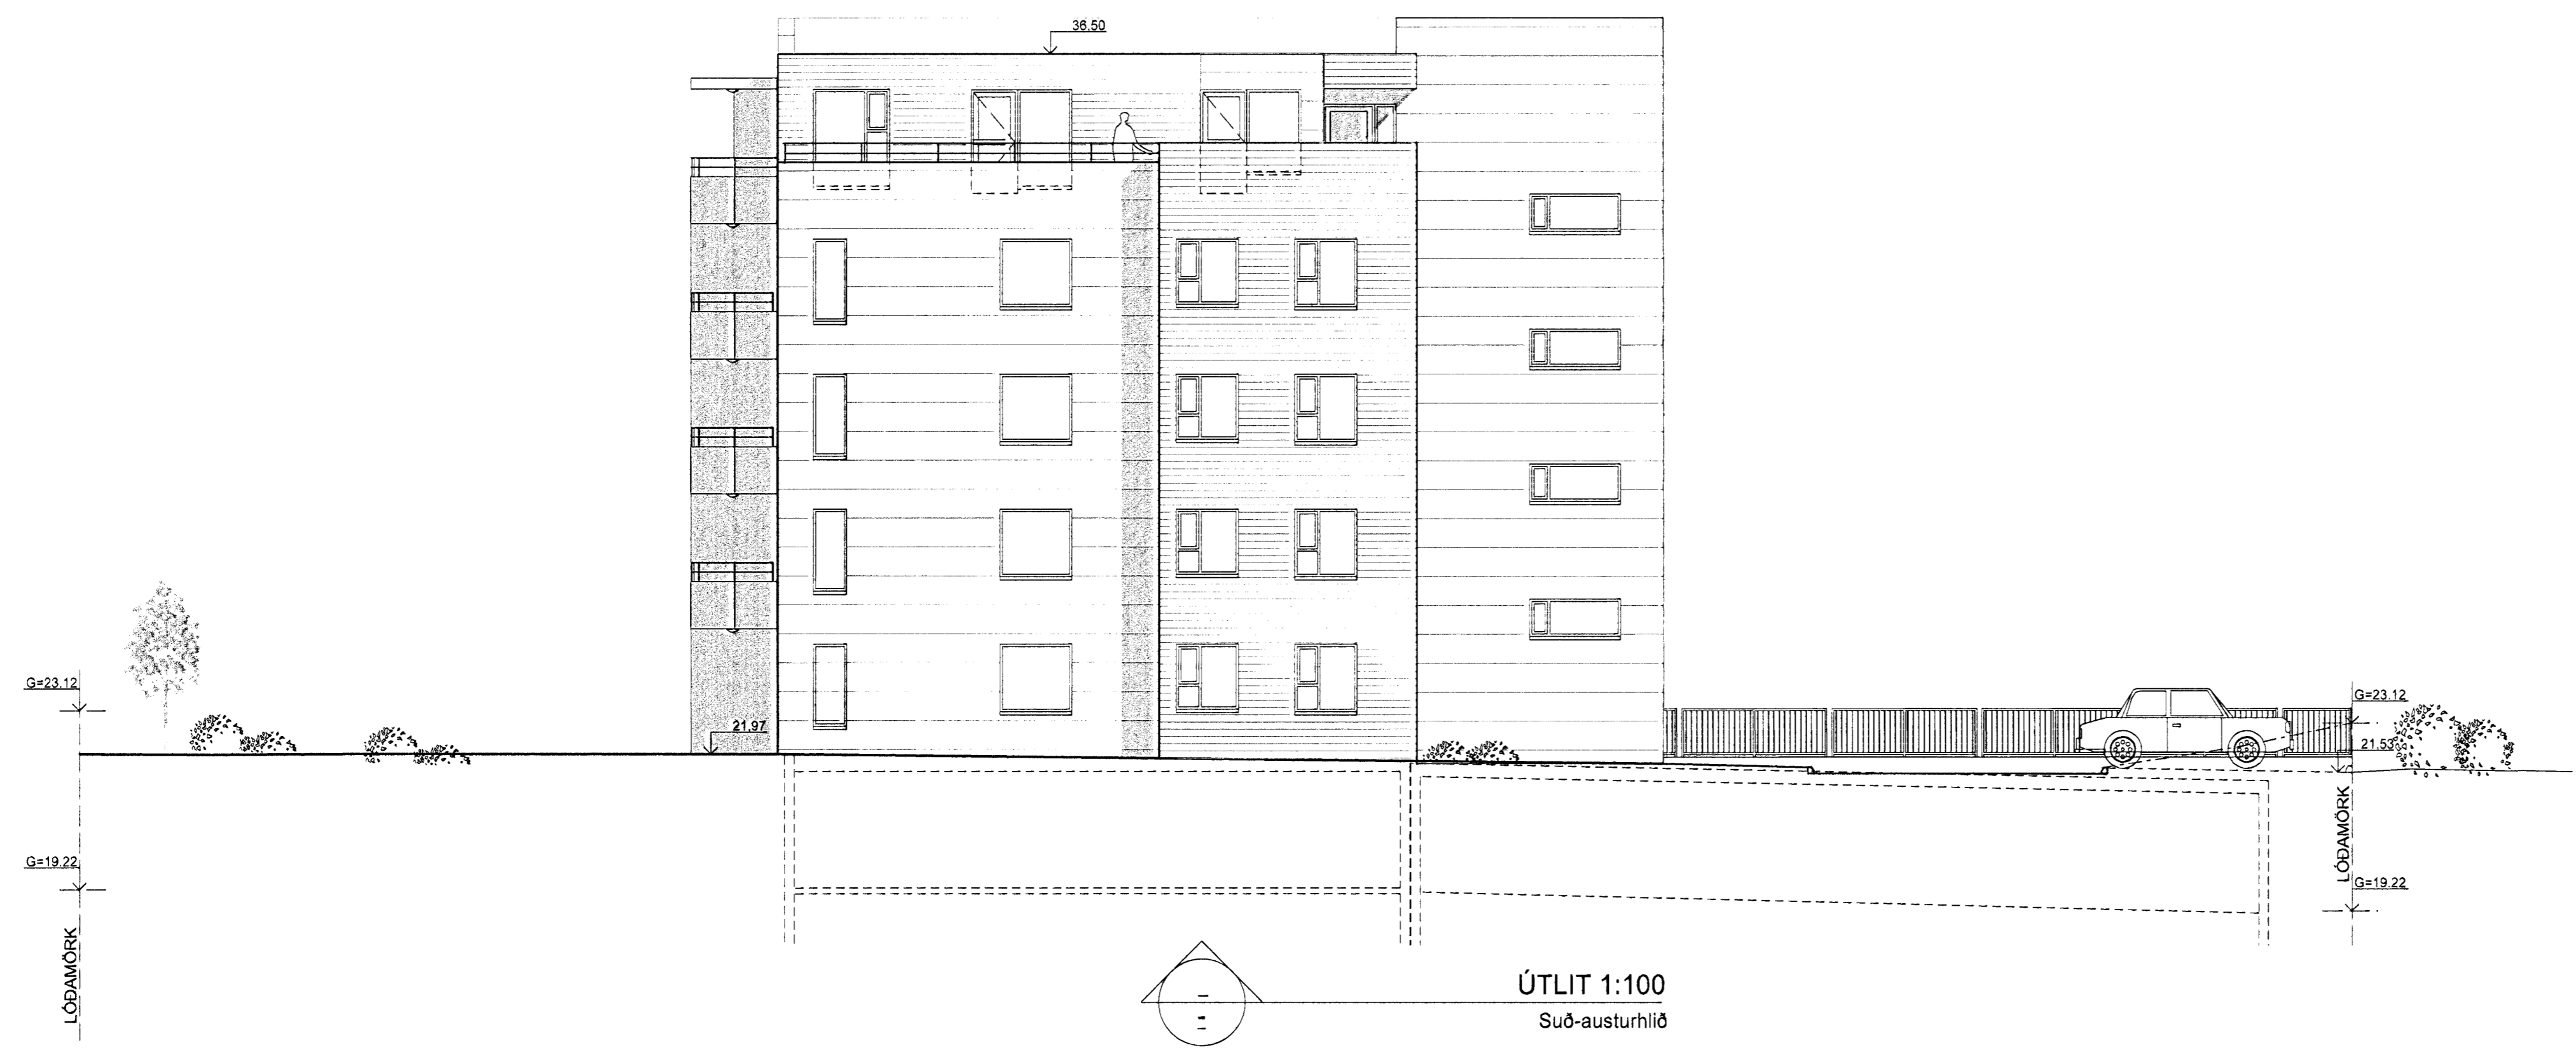 36.50
G=23.12
G=23.12
21.97
21.53
G=19.22
G=19.22
LÓÐAMÖRK
LÓÐAMÖRK
ÚTLIT 1:100
Suð-austurhlið